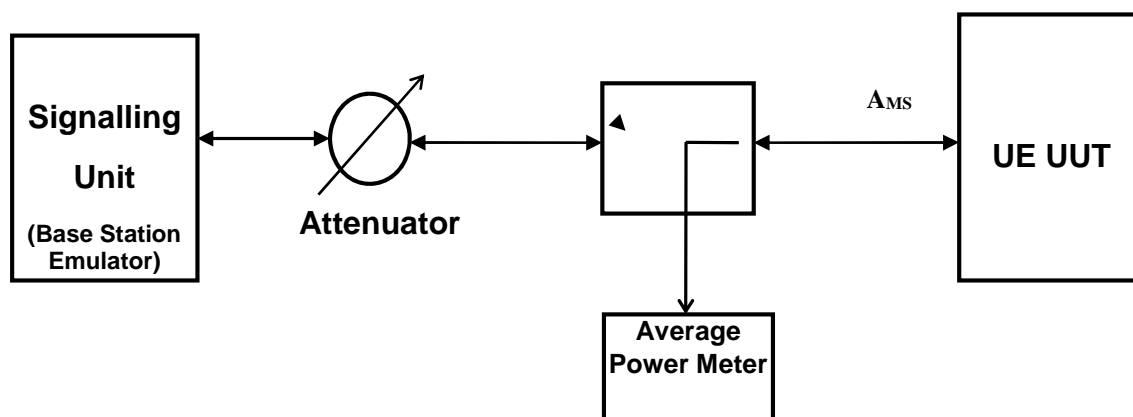 Signalling
Unit
(Base Station
Emulator)
Attenuator
AMS
UE UUT
Average
Power Meter